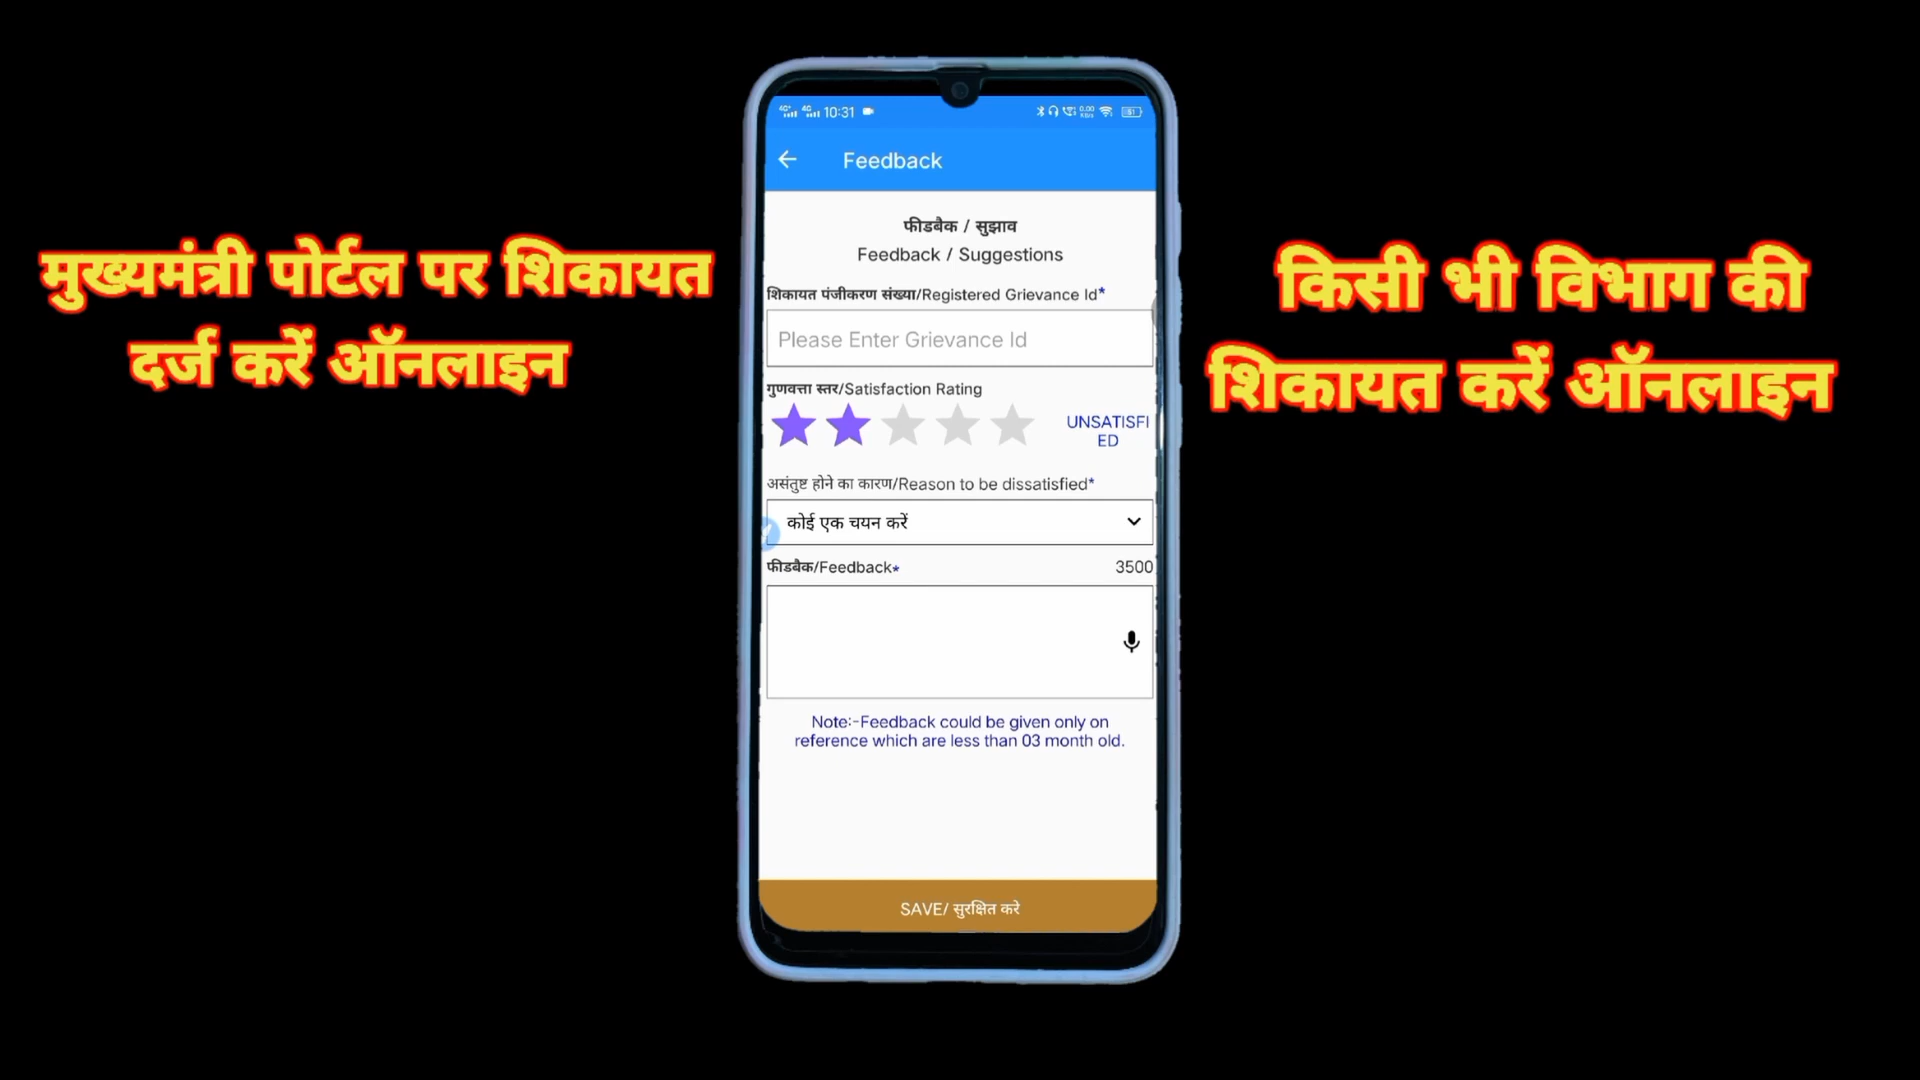 मुख्यमंत्री पोर्टल पर शिकायत
दर्ज करें ऑनलाइन
10:31
Feedback
फीडबैक / सुझाव
Feedback / Suggestions
शिकायत पंजीकरण संख्या/Registered Grievance Id*
Please Enter Grievance Id
गुणवत्ता स्तर/Satisfaction Rating
UNSATISFI
ED
असंतुष्ट होने का कारण/Reason to be dissatisfied*
कोई एक चयन करें
फीडबैक/Feedback* 3500
Note:-Feedback could be given only on
reference which are less than 03 month old.
SAVE/ सुरक्षित करे
किसी भी विभाग की
शिकायत करें ऑनलाइन